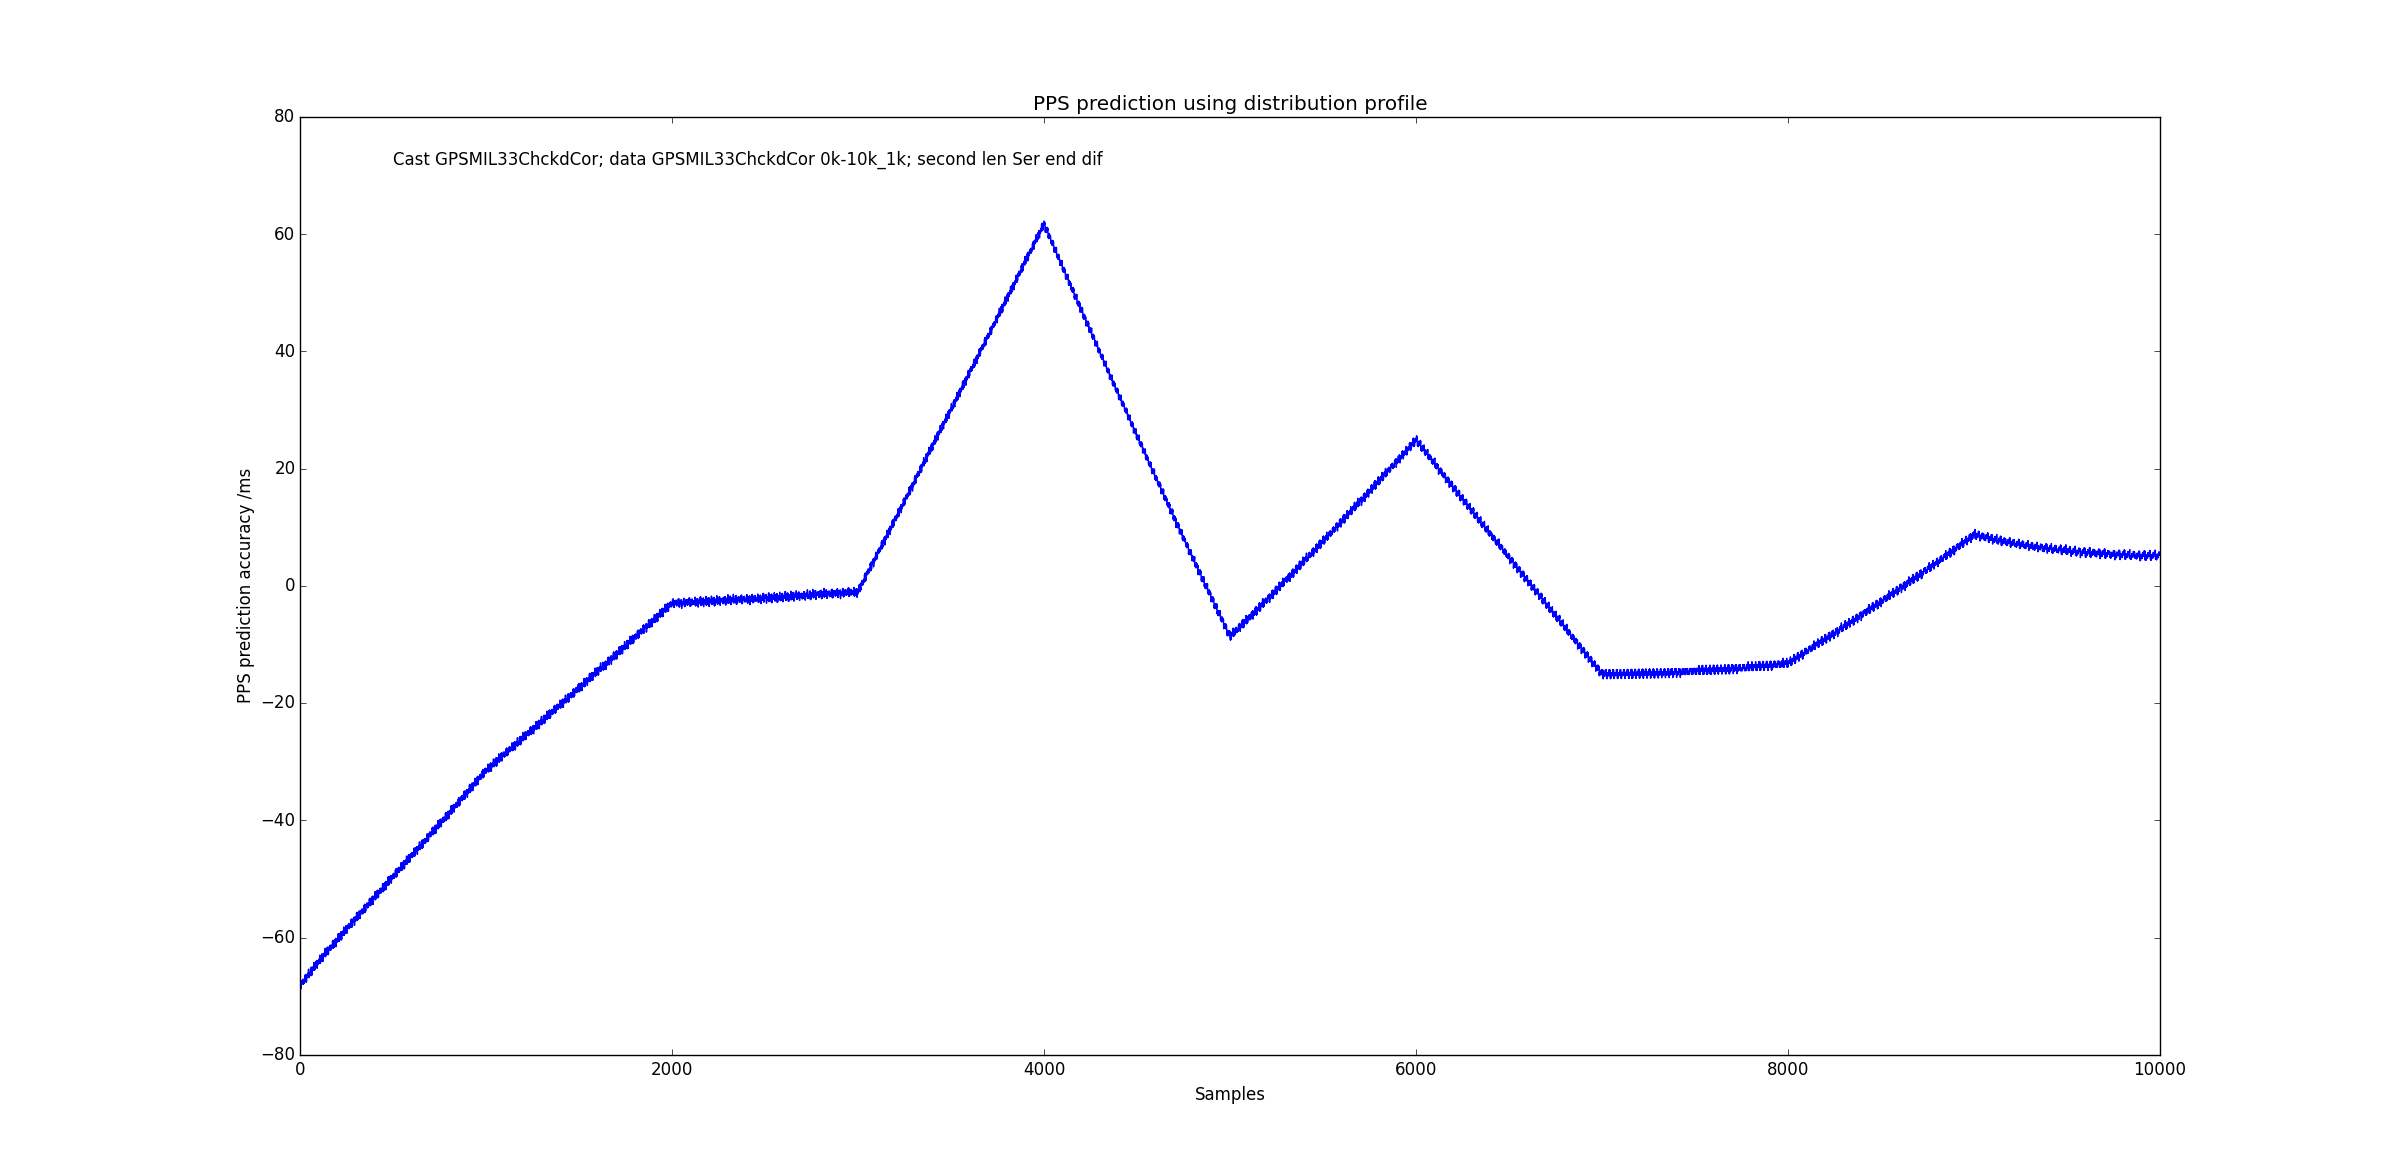 PPS prediction using distribution profile
80
Cast GPSMIL33ChckdCor; data GPSMIL33ChckdCor 0k-10k_1k; second len Ser end dif
60
40
20
0
−20
−40
−60
−80
PPS prediction accuracy /ms
0 2000 4000 6000 8000 10000
Samples